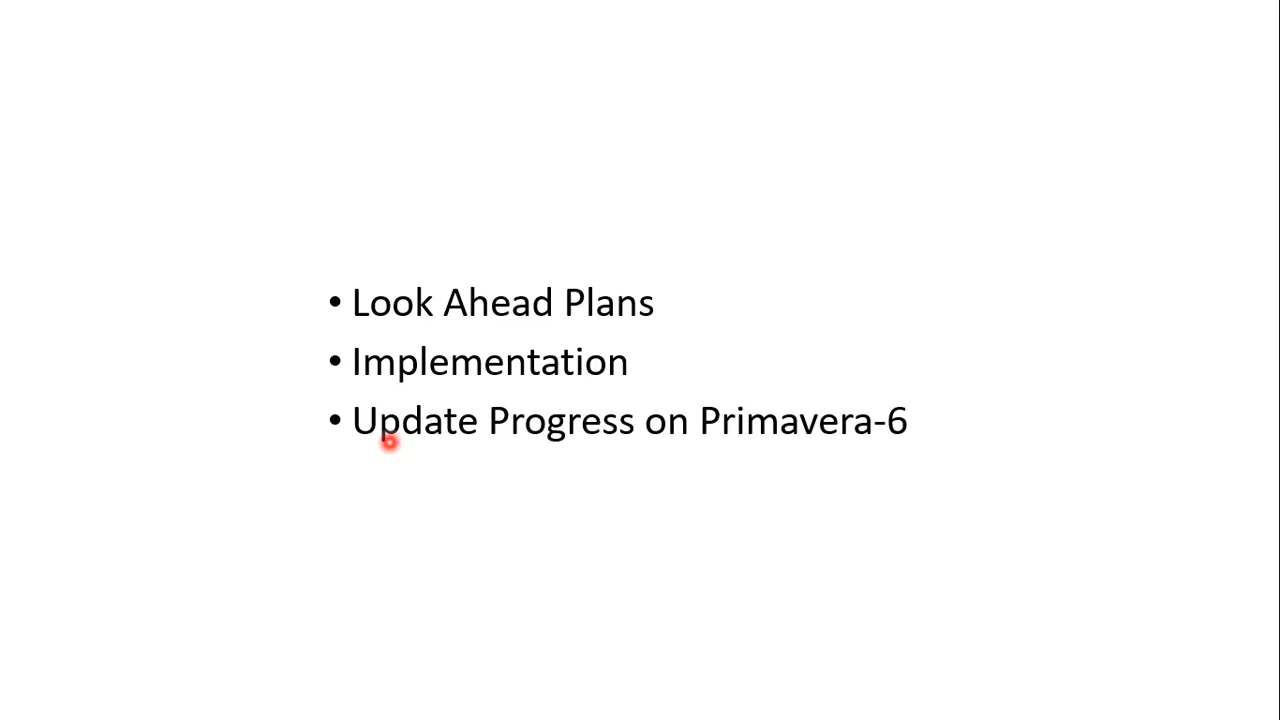 • Look Ahead Plans
• Implementation
• Update Progress on Primavera-6